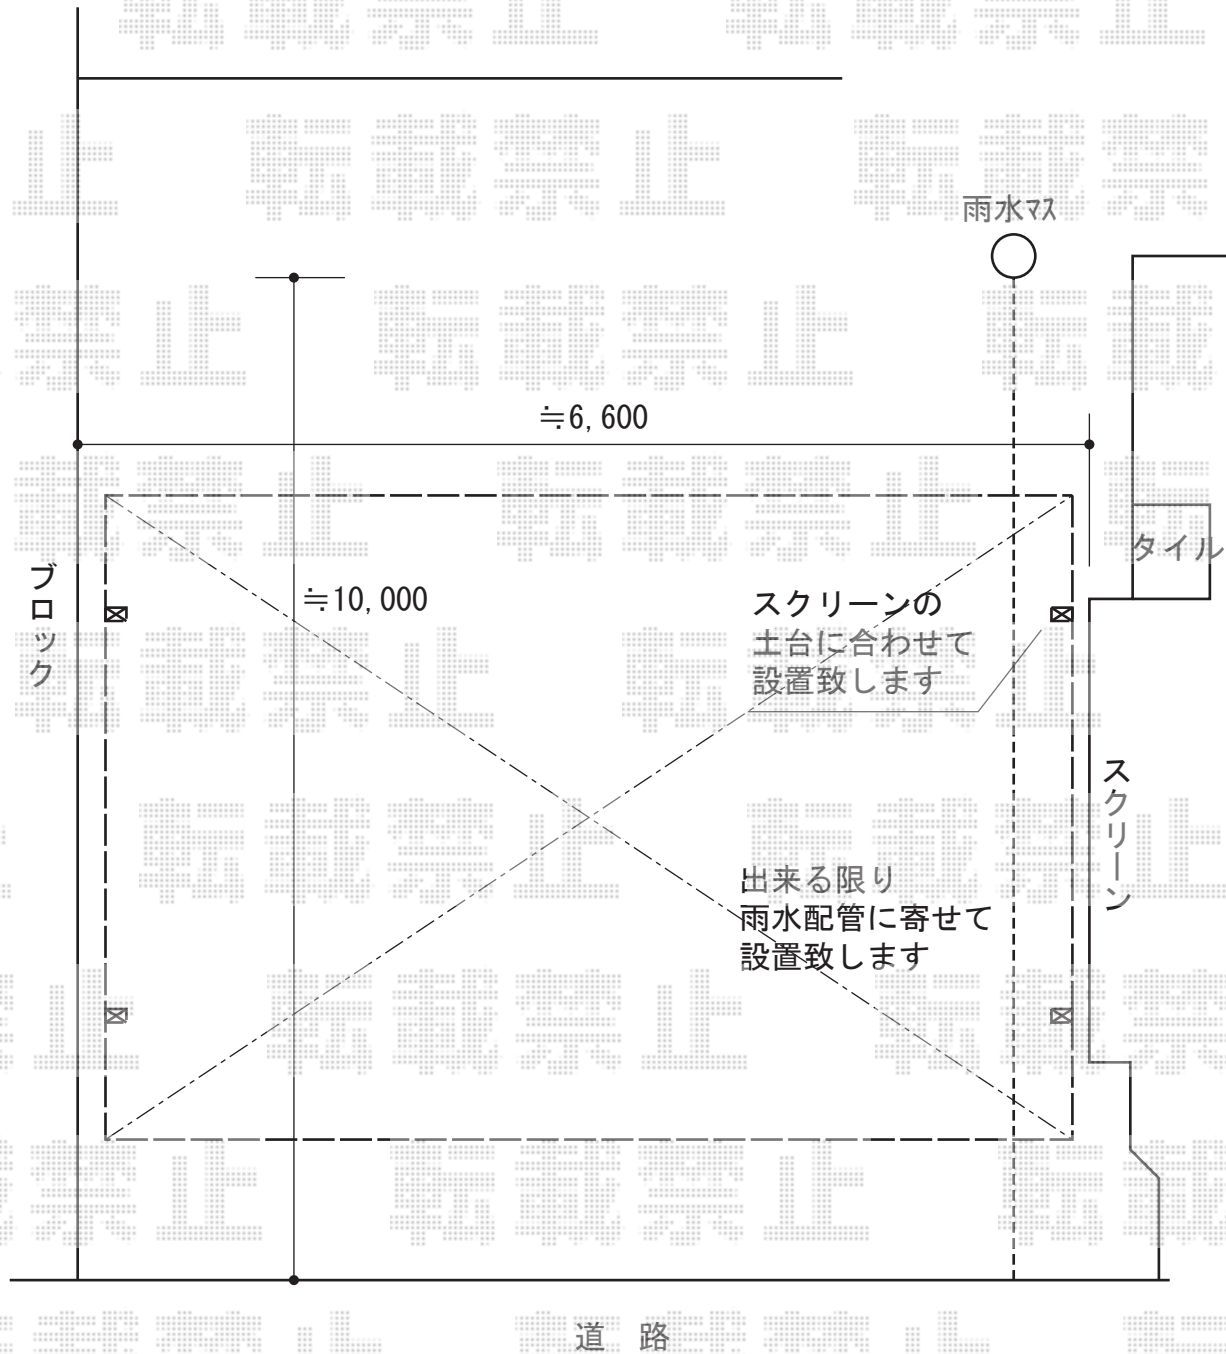 転載禁止
雨水マス
≒6,600
≒10,000
ブロック
タイル
スクリーンの
土台に合わせて
設置致します
スクリーン
出来る限り
雨水配管に寄せて
設置致します
道 路